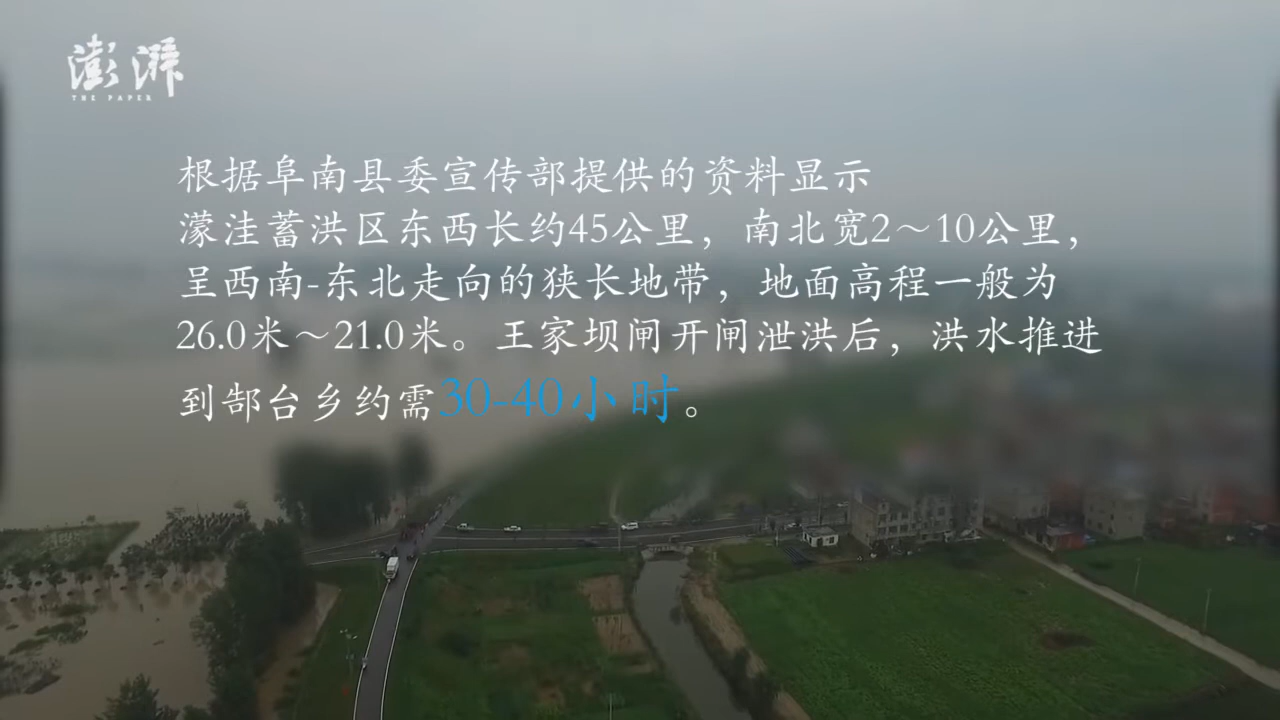 澎湃
THE PAPER
根据阜南县委宣传部提供的资料显示
濛洼蓄洪区东西长约45公里，南北宽2～10公里，
呈西南-东北走向的狭长地带，地面高程一般为
26.0米～21.0米。王家坝闸开闸泄洪后，洪水推进
到郜台乡约需30-40小时。